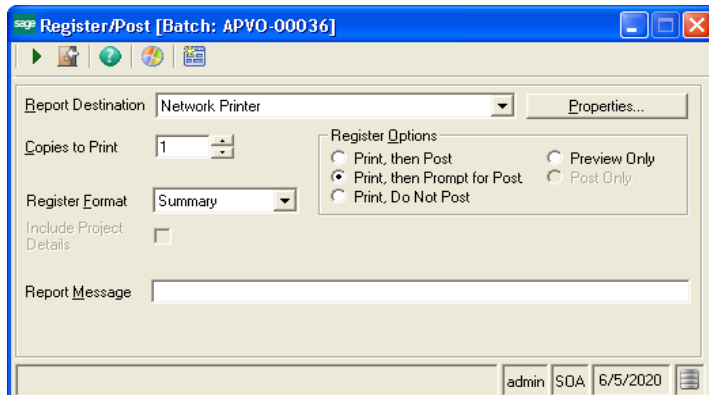 sage Register/Post [Batch: APVO-00036]
Report Destination Network Printer Properties...
Copies to Print 1
Register Options
Print, then Post Preview Only
Print, then Prompt for Post Post Only
Print, Do Not Post
Register Format Summary
Include Project
Details
Report Message
admin SOA 6/5/2020